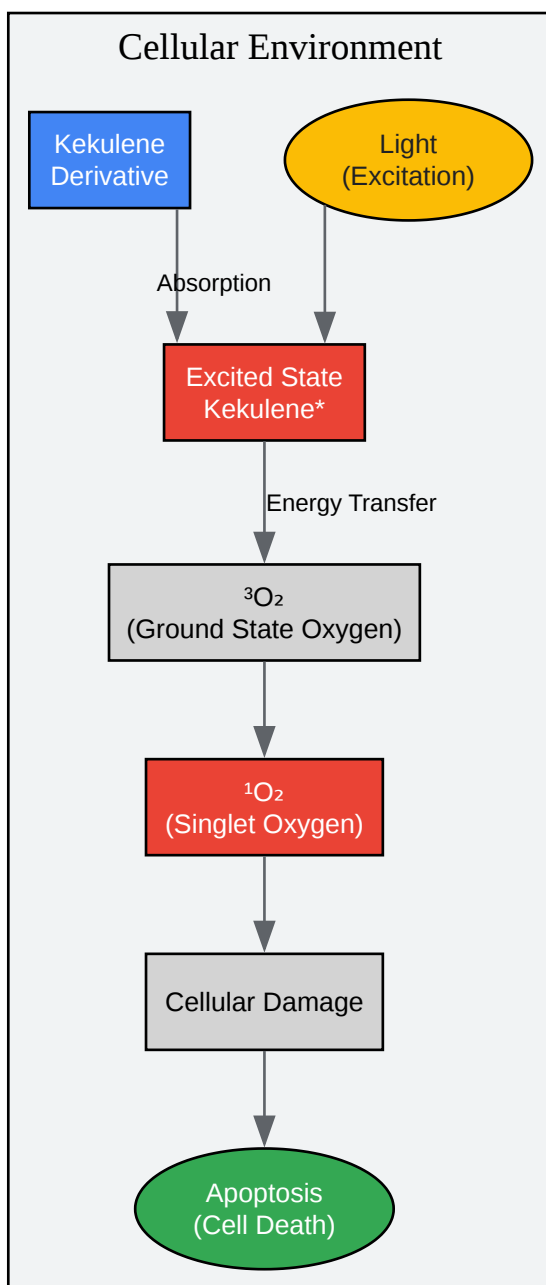 Cellular Environment
Kekulene
Derivative
Light
(Excitation)
Absorption
Excited State
Kekulene*
Energy Transfer
³O₂
(Ground State Oxygen)
¹O₂
(Singlet Oxygen)
Cellular Damage
Apoptosis
(Cell Death)